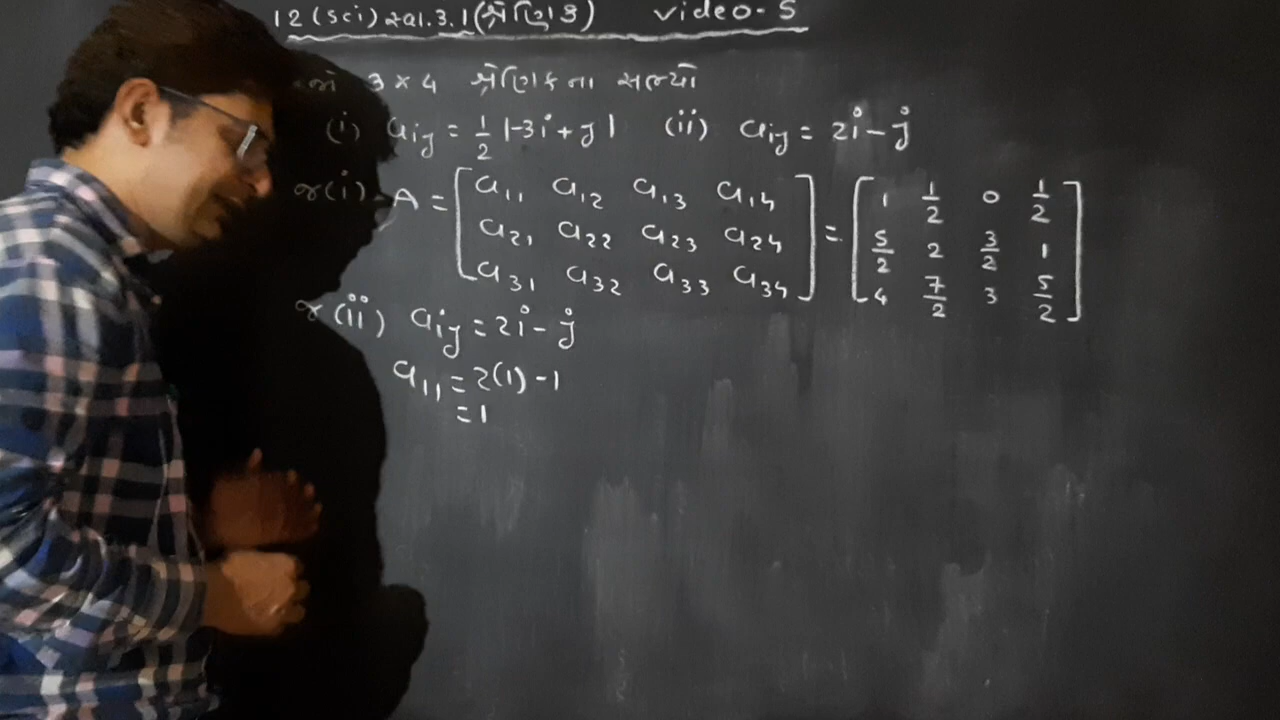 12 (sci) સ્વા.3.1 (શ્રેણિક) video-5
3 × 4 શ્રેણિકના સભ્યો
(i) aij = 1/2 |-3i + j| (ii) aij = 2i - j
(i) A = [a11 a12 a13 a14 = [1 1/2 0 1/2
a21 a22 a23 a24 5/2 2 3/2 1
a31 a32 a33 a34] 4 7/2 3 5/2]
(ii) aij = 2i - j
a11 = 2(1) - 1
= 1